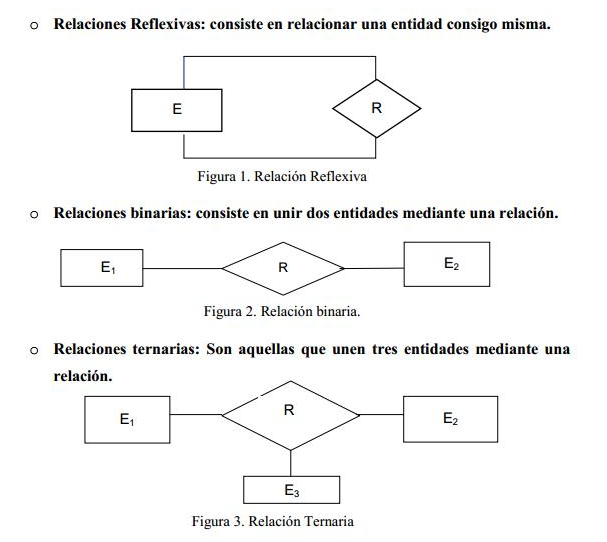 o Relaciones Reflexivas: consiste en relacionar una entidad consigo misma.
E
R
Figura 1. Relación Reflexiva
o Relaciones binarias: consiste en unir dos entidades mediante una relación.
E₁
R
E₂
Figura 2. Relación binaria.
o Relaciones ternarias: Son aquellas que unen tres entidades mediante una
relación.
E₁
R
E₂
E₃
Figura 3. Relación Ternaria